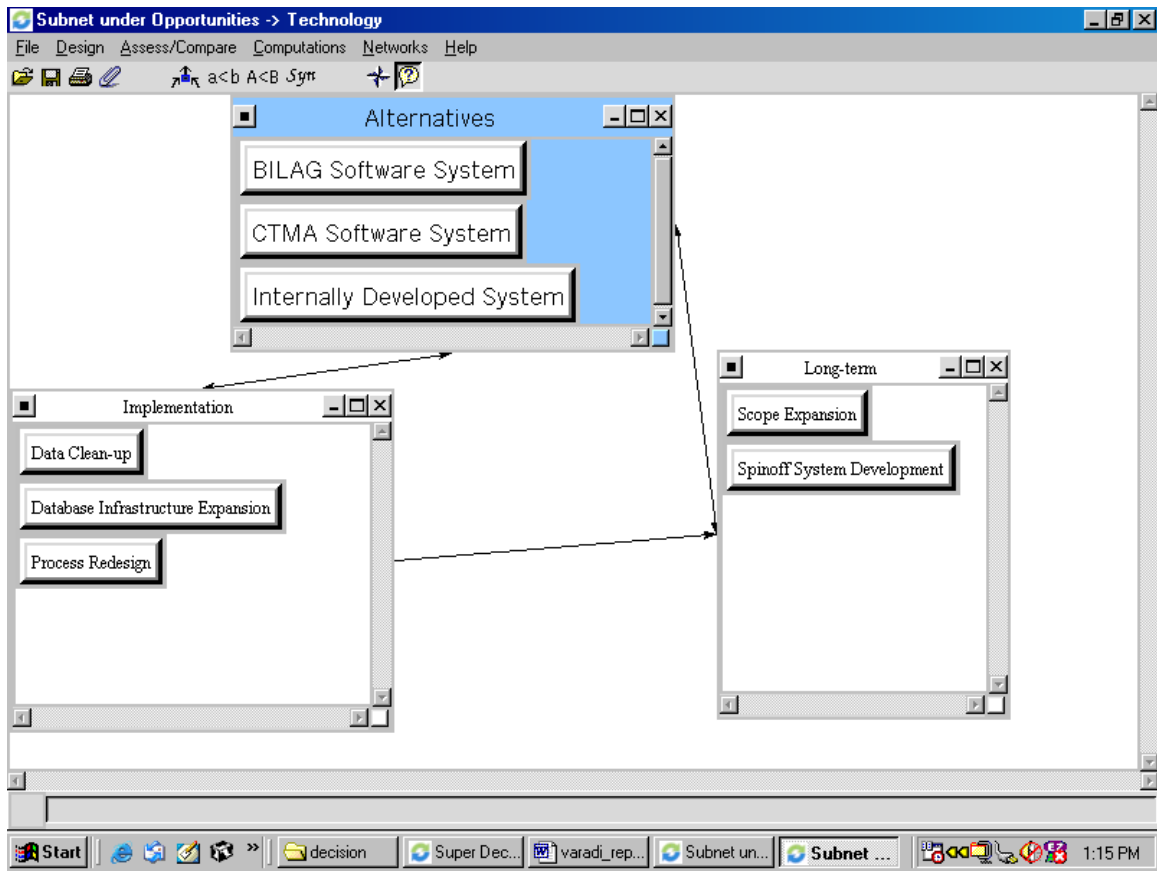 Subnet under Opportunities -> Technology
File Design Assess/Compare Computations Networks Help
a<b A<B Syn
Alternatives
BILAG Software System
CTMA Software System
Internally Developed System
Implementation
Data Clean-up
Database Infrastructure Expansion
Process Redesign
Long-term
Scope Expansion
Spinoff System Development
Start » decision Super Dec... varadi_rep... Subnet un... Subnet ... 1:15 PM